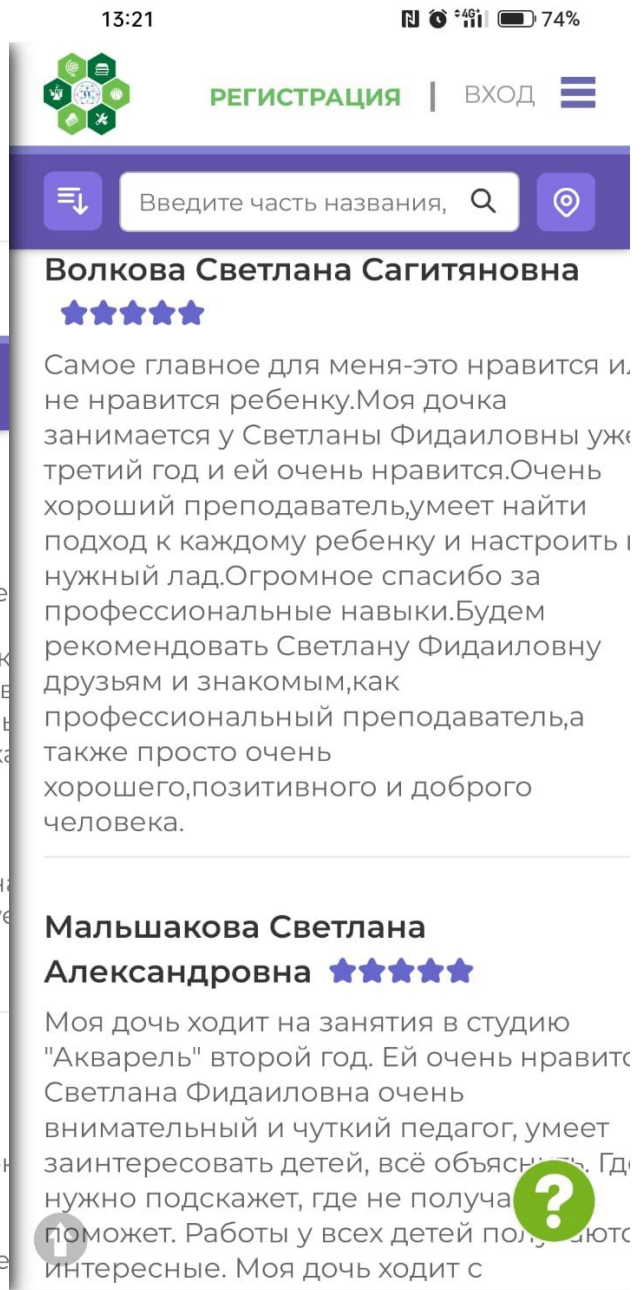 13:21
4G+
74%
РЕГИСТРАЦИЯ | ВХОД
Введите часть названия,
Волкова Светлана Сагитяновна
Самое главное для меня-это нравится
не нравится ребенку.Моя дочка
занимается у Светланы Фидаиловны уже
третий год и ей очень нравится.Очень
хороший преподаватель,умеет найти
подход к каждому ребенку и настроить
нужный лад.Огромное спасибо за
профессиональные навыки.Будем
рекомендовать Светлану Фидаиловну
друзьям и знакомым,как
профессиональный преподаватель,а
также просто очень
хорошего,позитивного и доброго
человека.
Мальшакова Светлана
Александровна
Моя дочь ходит на занятия в студию
"Акварель" второй год. Ей очень
Светлана Фидаиловна очень
внимательный и чуткий педагог, умеет
заинтересовать детей, всё
нужно подскажет, где не
поможет. Работы у всех детей
интересные. Моя дочь ходит с
?